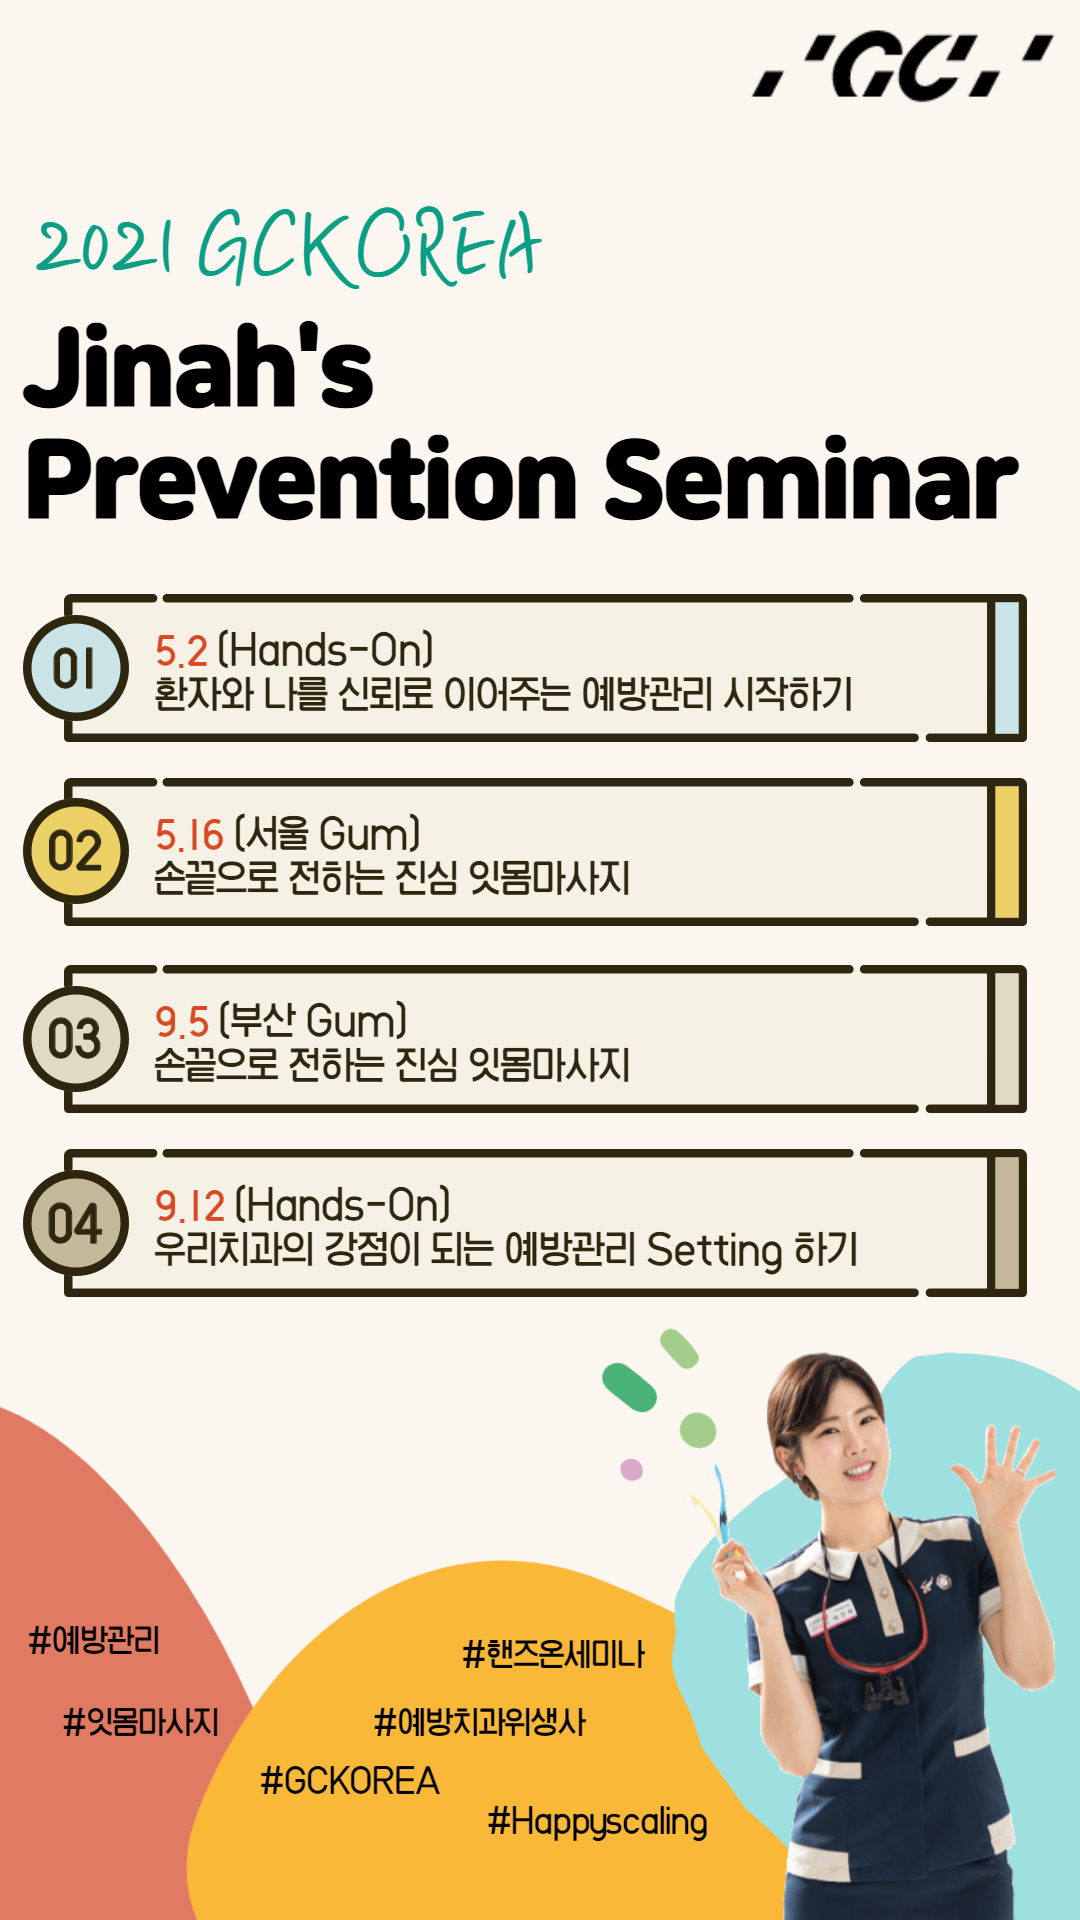 GC
2021 GCKOREA
Jinah's
Prevention Seminar
01
5.2 (Hands-On)
환자와 나를 신뢰로 이어주는 예방관리 시작하기
02
5.16 (서울 Gum)
손끝으로 전하는 진심 잇몸마사지
03
9.5 (부산 Gum)
손끝으로 전하는 진심 잇몸마사지
04
9.12 (Hands-On)
우리치과의 강점이 되는 예방관리 Setting 하기
#예방관리
#핸즈온세미나
#잇몸마사지
#예방치과위생사
#GCKOREA
#Happyscaling